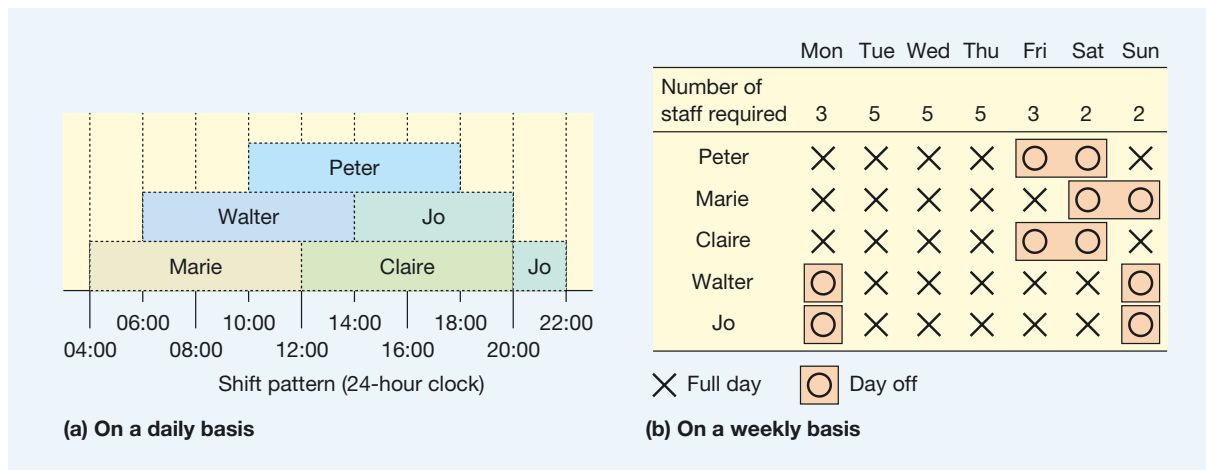 Peter
Walter Jo
Marie Claire Jo
06:00 10:00 14:00 18:00 22:00
04:00 08:00 12:00 16:00 20:00
Shift pattern (24-hour clock)
(a) On a daily basis
Mon Tue Wed Thu Fri Sat Sun
Number of
staff required 3 5 5 5 3 2 2
Peter X X X X O O X
Marie X X X X X O O
Claire X X X X O O X
Walter O X X X X X O
Jo O X X X X X O
X Full day O Day off
(b) On a weekly basis